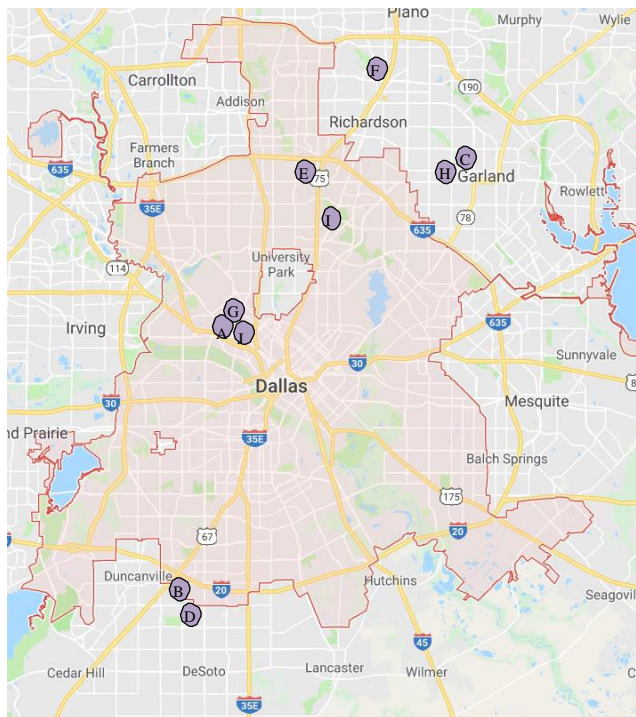 Plano
Murphy
Wylie
F
Carrollton
190
Addison
Richardson
Farmers
Branch
C
635
E
75
H
Garland
Rowlett
35E
I
78
635
University
Park
114
G
635
Irving
A
Sunnyvale
30
8
Dallas
30
Mesquite
nd Prairie
35E
Balch Springs
175
67
20
Duncanville
B
20
Hutchins
Seagovil
D
45
Cedar Hill
DeSoto
Lancaster
Wilmer
C
35E